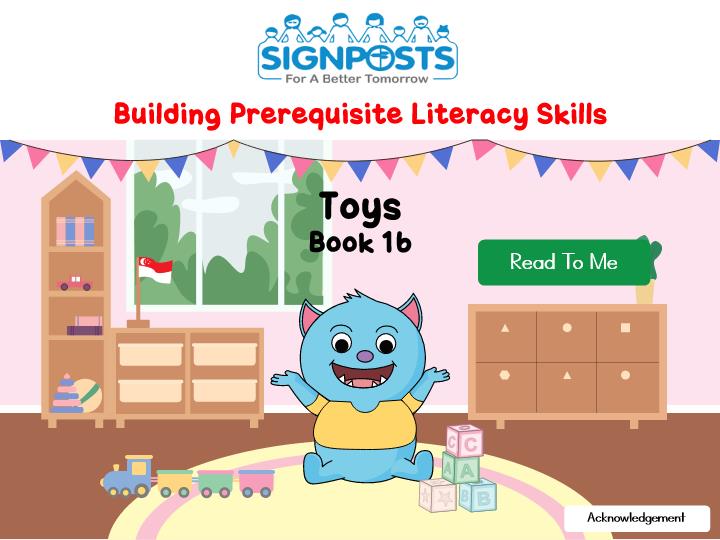 SIGNPOSTS
For A Better Tomorrow
Building Prerequisite Literacy Skills
Toys
Book 1b
Read To Me
C C
A A
B B
Acknowledgement